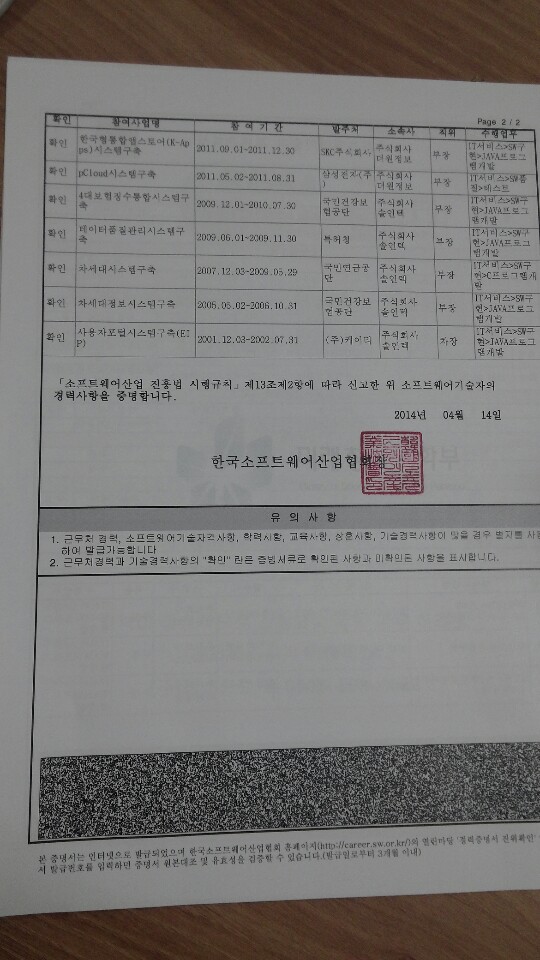 Page 2 / 2
확인 참여사업명 참 여 기 간 발주처 소속사 직위 수행업무
확인 한국형통합앱스토어(K-Ap
ps)시스템구축 2011.09.01~2011.12.30 SKC주식회사 주식회사
더원정보 부장 IT서비스>SW구
현>JAVA프로그
램개발
확인 pCloud시스템구축 2011.05.02~2011.08.31 삼성전자(주
) 주식회사
더원정보 부장 IT서비스>SW품
질>테스트
확인 4대보험징수통합시스템구
축 2009.12.01~2010.07.30 국민건강보
험공단 주식회사
솔인텍 부장 IT서비스>SW구
현>JAVA프로그
램개발
확인 데이터품질관리시스템구
축 2009.06.01~2009.11.30 특허청 주식회사
솔인텍 부장 IT서비스>SW구
현>JAVA프로그
램개발
확인 차세대시스템구축 2007.12.03~2009.05.29 국민연금공
단 주식회사
솔인텍 부장 IT서비스>SW구
현>C프로그램개
발
확인 차세대정보시스템구축 2005.05.02~2006.10.31 국민건강보
험공단 주식회사
솔인텍 부장 IT서비스>SW구
현>JAVA프로그
램개발
확인 사용자포털시스템구축(EI
P) 2001.12.03~2002.07.31 (주)케이티 주식회사
솔인텍 차장 IT서비스>SW구
현>JAVA프로그
램개발
「소프트웨어산업 진흥법 시행규칙」제13조제2항에 따라 신고한 위 소프트웨어기술자의
경력사항을 증명합니다.
2014년 04월 14일
한국소프트웨어산업협회장
유 의 사 항
1. 근무처 경력, 소프트웨어기술자격사항, 학력사항, 교육사항, 상훈사항, 기술경력사항이 많을 경우 별지를 사
하여 발급가능합니다
2. 근무처경력과 기술경력사항의 "확인" 란은 증빙서류로 확인된 사항과 미확인된 사항을 표시합니다.
본 증명서는 인터넷으로 발급되었으며 한국소프트웨어산업협회 홈페이지(http://career.sw.or.kr/)의 열린마당 '경력증명서 진위확인'
서 발급번호를 입력하면 증명서 원본대조 및 유효성을 검증할 수 있습니다.(발급일로부터 3개월 이내)